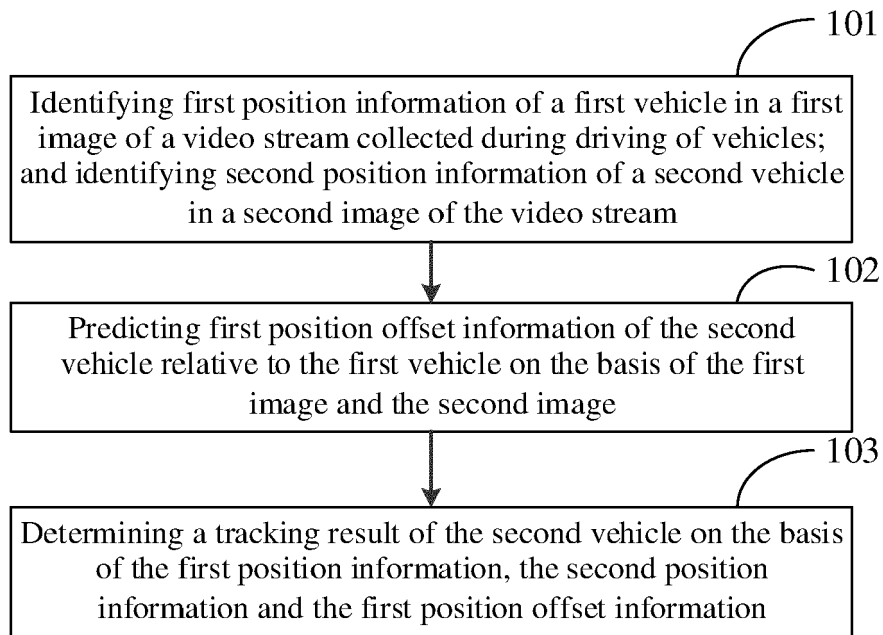 101
Identifying first position information of a first vehicle in a first
image of a video stream collected during driving of vehicles;
and identifying second position information of a second vehicle
in a second image of the video stream
102
Predicting first position offset information of the second
vehicle relative to the first vehicle on the basis of the first
image and the second image
103
Determining a tracking result of the second vehicle on the basis
of the first position information, the second position
information and the first position offset information